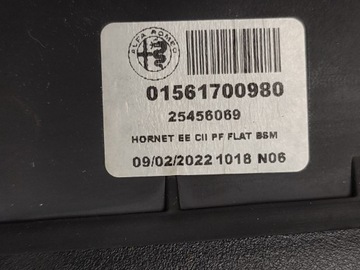 ALFA ROMEO
01561700980
25456069
HORNET EE CII PF FLAT BSM
09/02/2022 1018 N06